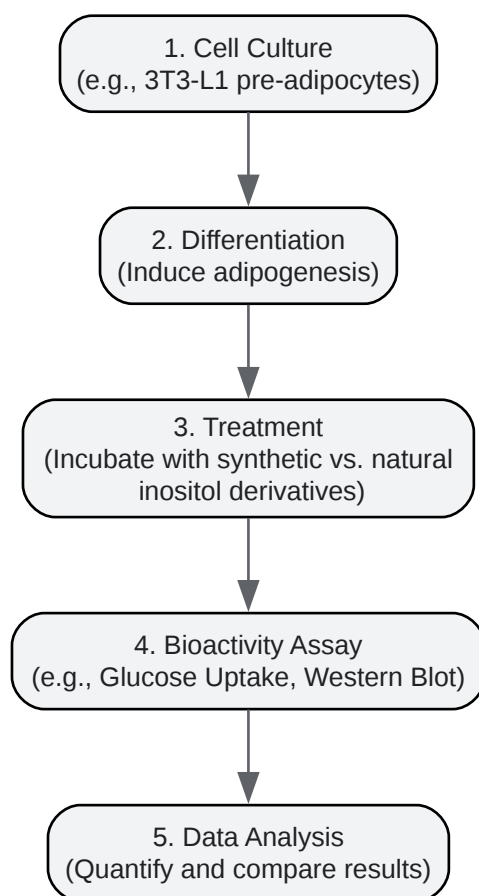 1. Cell Culture
(e.g., 3T3-L1 pre-adipocytes)
2. Differentiation
(Induce adipogenesis)
3. Treatment
(Incubate with synthetic vs. natural
inositol derivatives)
4. Bioactivity Assay
(e.g., Glucose Uptake, Western Blot)
5. Data Analysis
(Quantify and compare results)